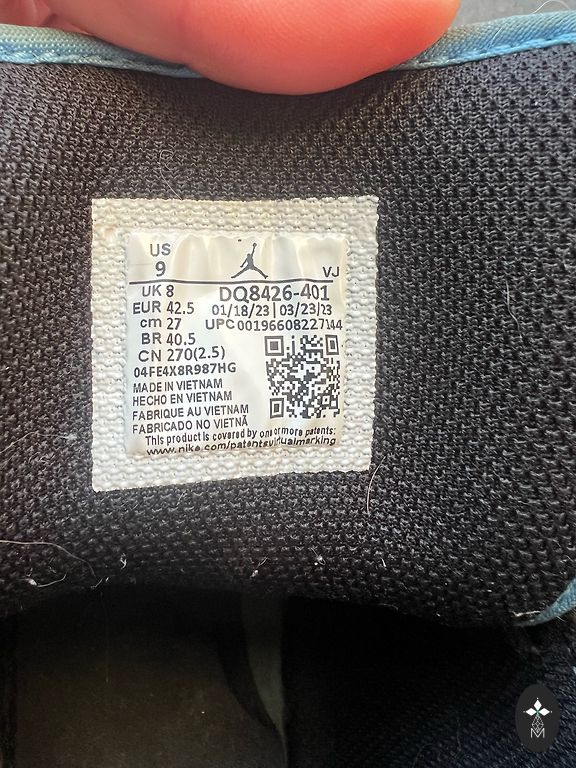 US
9
VJ
UK 8 DQ8426-401
EUR 42.5 01/18/23 | 03/23/23
cm 27 UPC 00196608227144
BR 40.5
CN 270(2.5)
04FE4X8R987HG
MADE IN VIETNAM
HECHO EN VIETNAM
FABRIQUE AU VIETNAM
FABRICADO NO VIETNÃ
This product is covered by one or more patents:
www.nike.com/patentsvirtualmarking
M